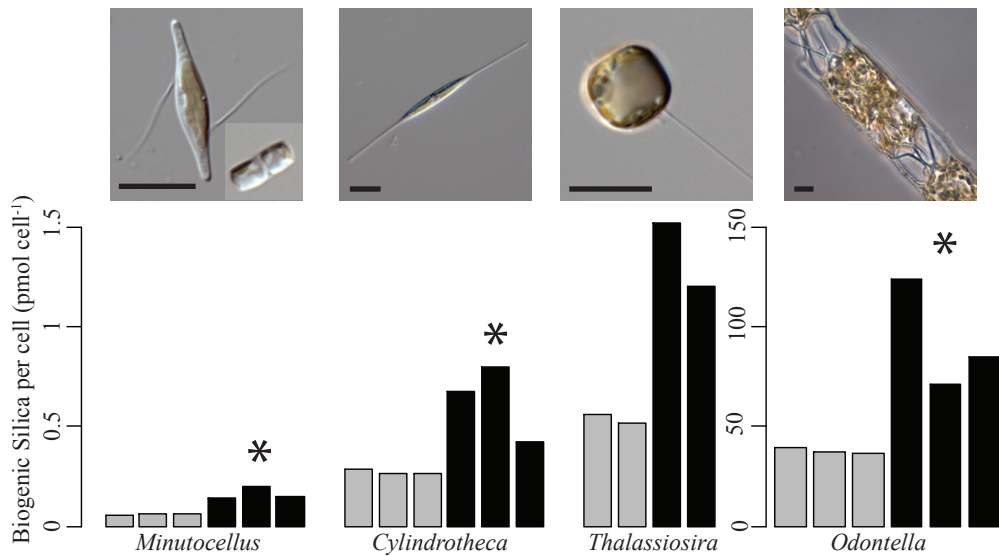 Biogenic Silica per cell (pmol cell-1)
1.5
1
0.5
0
*
*
150
100
50
0
*
Minutocellus
Cylindrotheca
Thalassiosira
Odontella